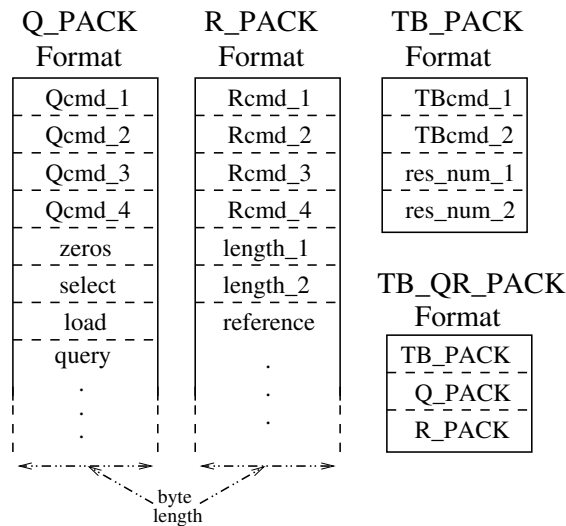 Q_PACK
Format
Qcmd_1
Qcmd_2
Qcmd_3
Qcmd_4
zeros
select
load
query
R_PACK
Format
Rcmd_1
Rcmd_2
Rcmd_3
Rcmd_4
length_1
length_2
reference
TB_PACK
Format
TBcmd_1
TBcmd_2
res_num_1
res_num_2
TB_QR_PACK
Format
TB_PACK
Q_PACK
R_PACK
byte
length